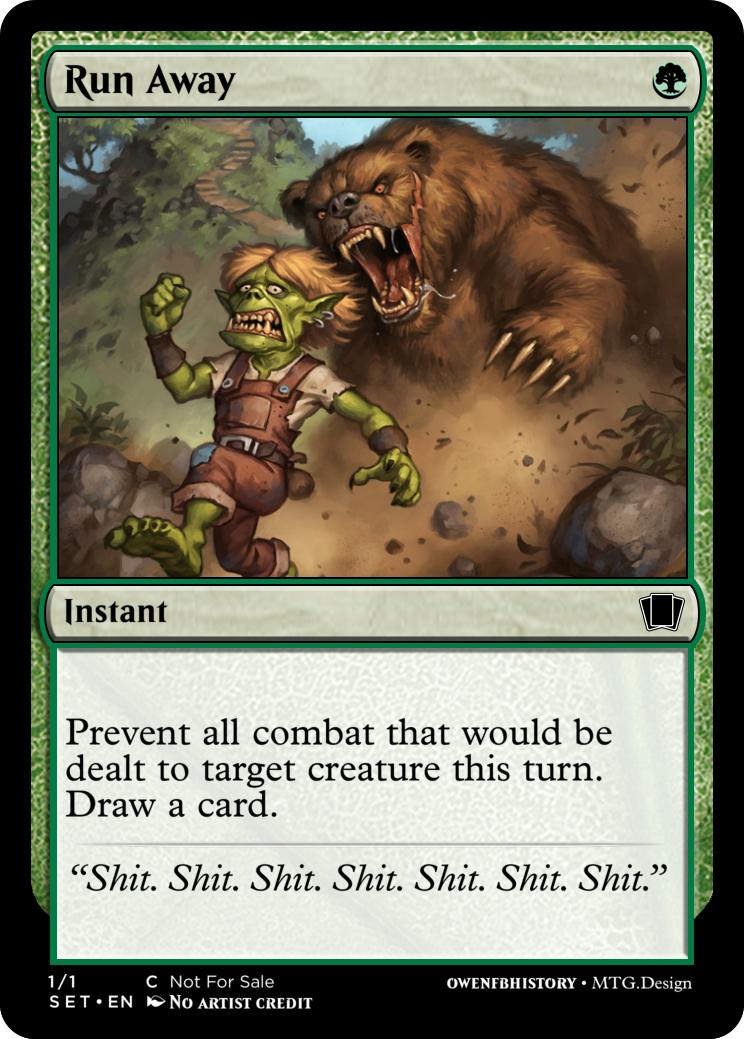 Run Away
Instant
Prevent all combat that would be
dealt to target creature this turn.
Draw a card.
“Shit. Shit. Shit. Shit. Shit. Shit. Shit.”
1/1 C Not For Sale
SET • EN No artist credit
owenfbhistory • MTG.Design